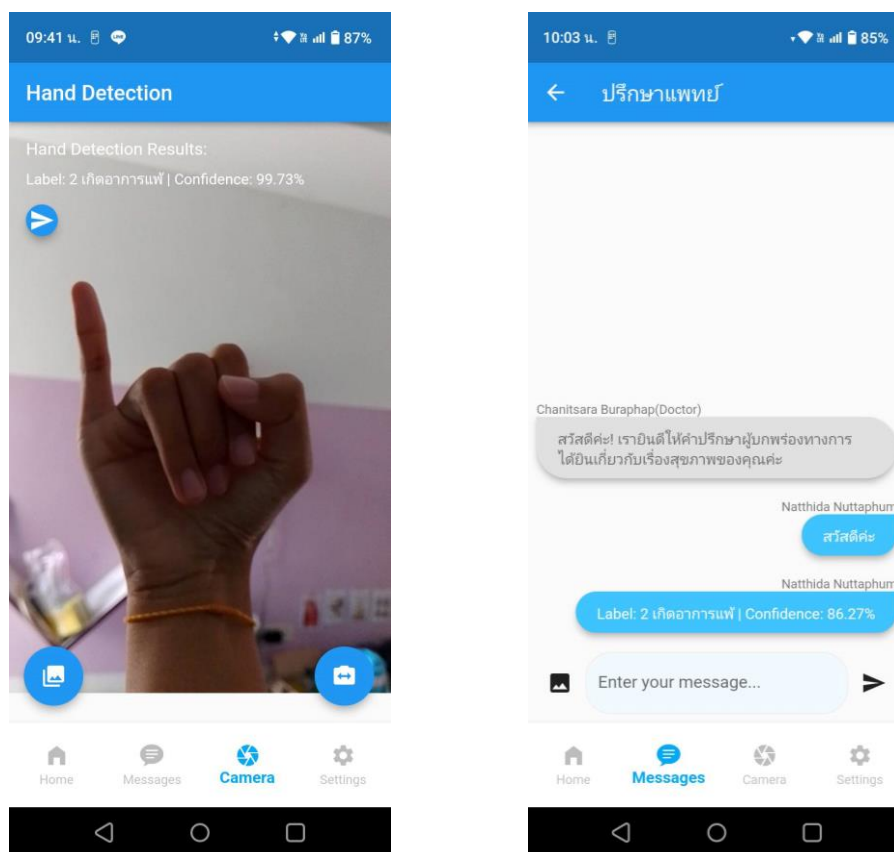 09:41 น.
87%
Hand Detection
Hand Detection Results:
Label: 2 เกิดอาการแพ้ | Confidence: 99.73%
Home
Messages
Camera
Settings
10:03 น.
85%
ปรึกษาแพทย์
Chanitsara Buraphap(Doctor)
สวัสดีค่ะ! เรายินดีให้คำปรึกษาผู้บกพร่องทางการ
ได้ยินเกี่ยวกับเรื่องสุขภาพของคุณค่ะ
Natthida Nuttaphum
สวัสดีค่ะ
Natthida Nuttaphum
Label: 2 เกิดอาการแพ้ | Confidence: 86.27%
Enter your message...
Home
Messages
Camera
Settings